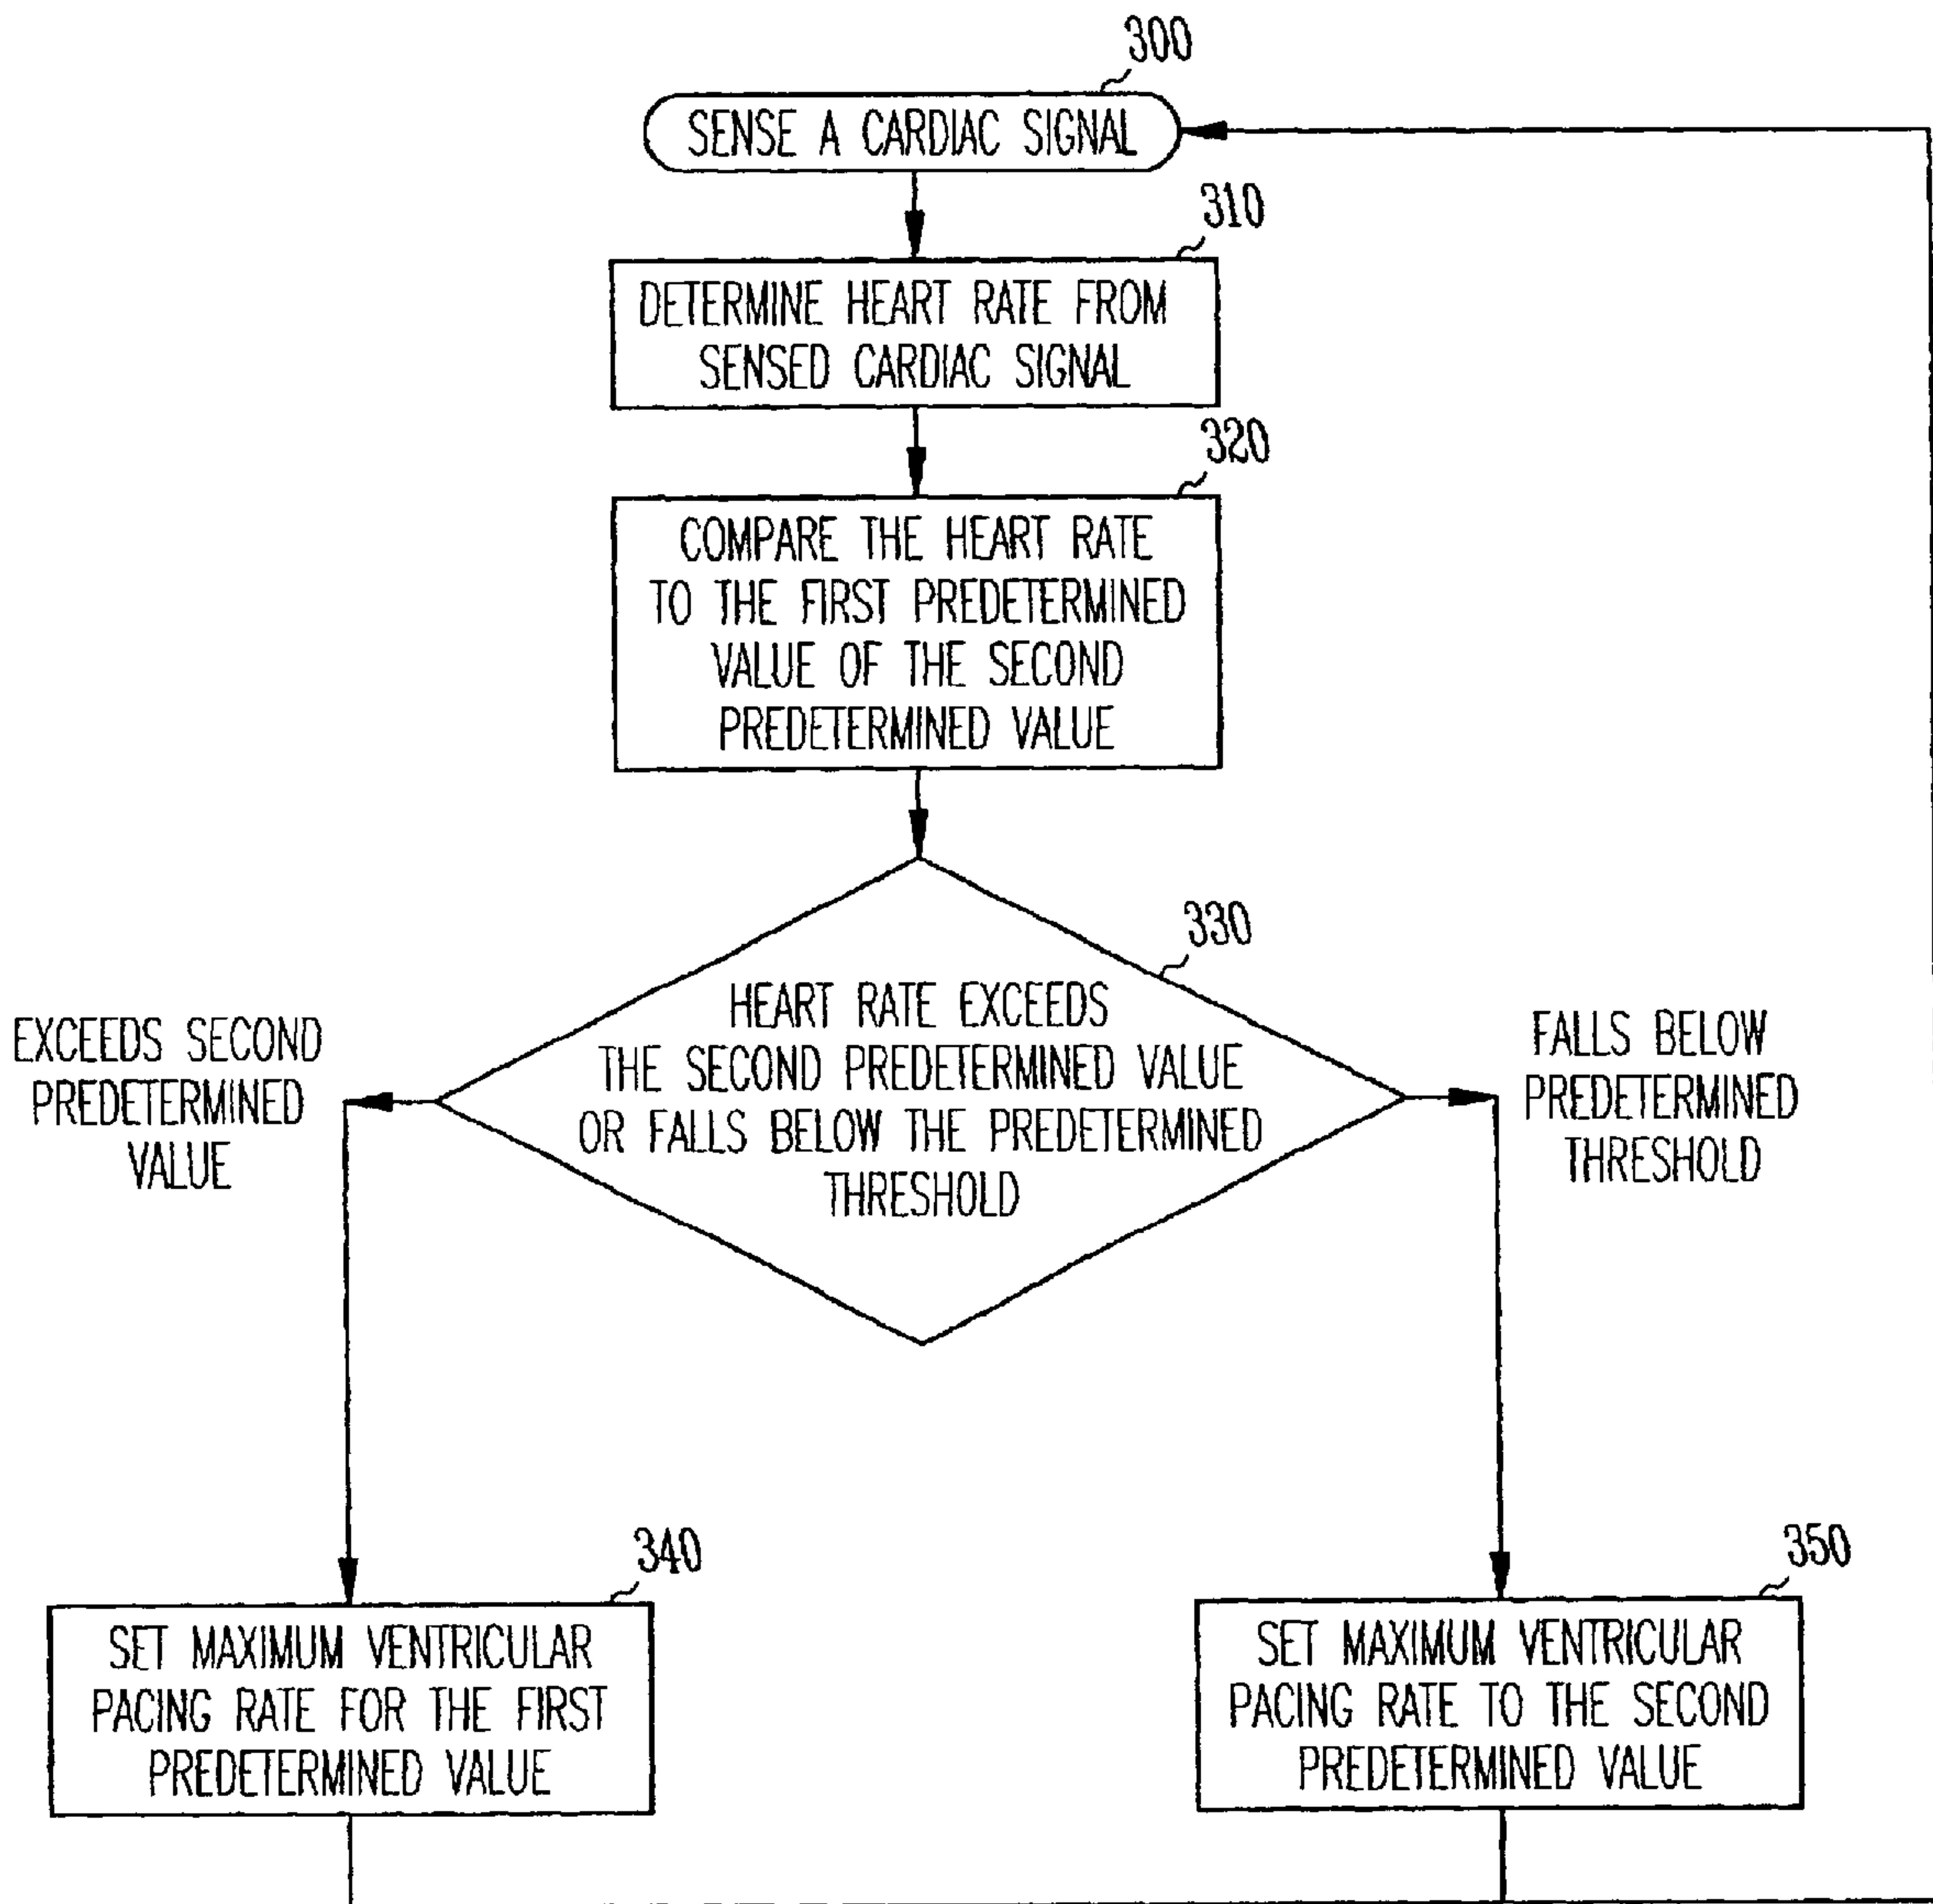 300
SENSE A CARDIAC SIGNAL
310
DETERMINE HEART RATE FROM
SENSED CARDIAC SIGNAL
320
COMPARE THE HEART RATE
TO THE FIRST PREDETERMINED
VALUE OF THE SECOND
PREDETERMINED VALUE
330
HEART RATE EXCEEDS
THE SECOND PREDETERMINED VALUE
OR FALLS BELOW THE PREDETERMINED
THRESHOLD
EXCEEDS SECOND
PREDETERMINED
VALUE
FALLS BELOW
PREDETERMINED
THRESHOLD
340
SET MAXIMUM VENTRICULAR
PACING RATE FOR THE FIRST
PREDETERMINED VALUE
350
SET MAXIMUM VENTRICULAR
PACING RATE TO THE SECOND
PREDETERMINED VALUE